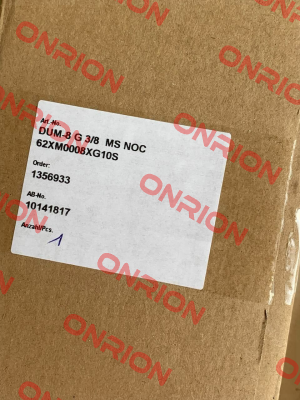 ONRION
Art.-No.
DUM-8 G 3/8 MS NOC
62XM0008XG10S
Order:
1356933
AB-No.
10141817
Anzahl/Pcs.
1
ONRION
ONRION
ONRION
ONRION
ONRION